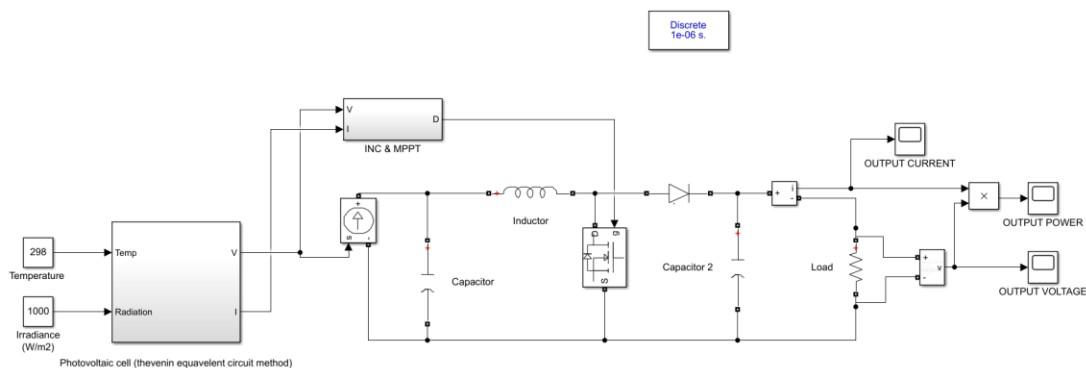 Discrete
1e-06 s.
V
I
D
INC & MPPT
OUTPUT CURRENT
+
s
-
+
Inductor
+
Capacitor
D
g
S
+
Capacitor 2
+
i
-
×
OUTPUT POWER
298
Temperature
1000
Irradiance
(W/m2)
Temp
Radiation
V
I
Photovoltaic cell (thevenin equavelent circuit method)
+
Load
+
-
v
OUTPUT VOLTAGE